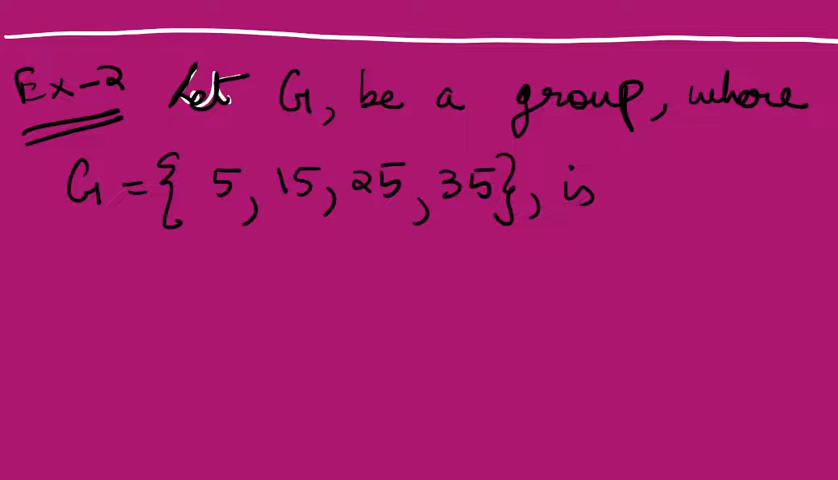 Ex-2 Let G, be a group, where
G = { 5, 15, 25, 35}, is